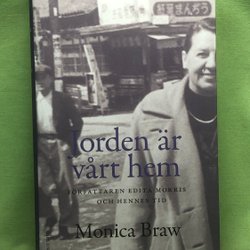 Jorden är
vårt hem
FÖRFATTAREN EDITA MORRIS
OCH HENNES TID
Monica Braw